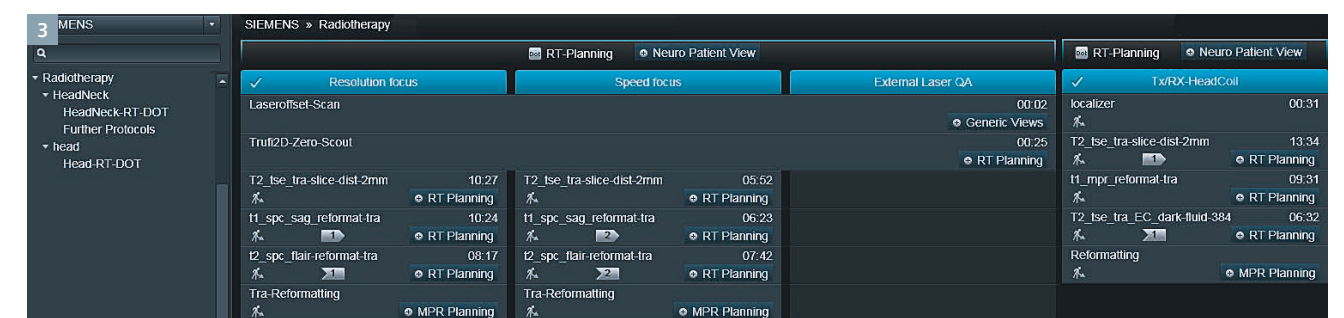 3
MENS
Radiotherapy
HeadNeck
HeadNeck-RT-DOT
Further Protocols
head
Head-RT-DOT
SIEMENS » Radiotherapy
Dot RT-Planning Neuro Patient View
Resolution focus Speed focus External Laser QA
Laseroffset-Scan 00:02
Generic Views
Trufi2D-Zero-Scout 00:25
RT Planning
T2_tse_tra-slice-dist-2mm 10:27 T2_tse_tra-slice-dist-2mm 05:52
RT Planning RT Planning
t1_spc_sag_reformat-tra 10:24 t1_spc_sag_reformat-tra 06:23
1 RT Planning 2 RT Planning
t2_spc_flair-reformat-tra 08:17 t2_spc_flair-reformat-tra 07:42
1 RT Planning 2 RT Planning
Tra-Reformatting Tra-Reformatting
MPR Planning MPR Planning
Dot RT-Planning Neuro Patient View
Tx/RX-HeadCoil
localizer 00:31
T2_tse_tra-slice-dist-2mm 13:34
1 RT Planning
t1_mpr_reformat-tra 09:31
RT Planning
T2_tse_tra_EC_dark-fluid-384 06:32
1 RT Planning
Reformatting
MPR Planning